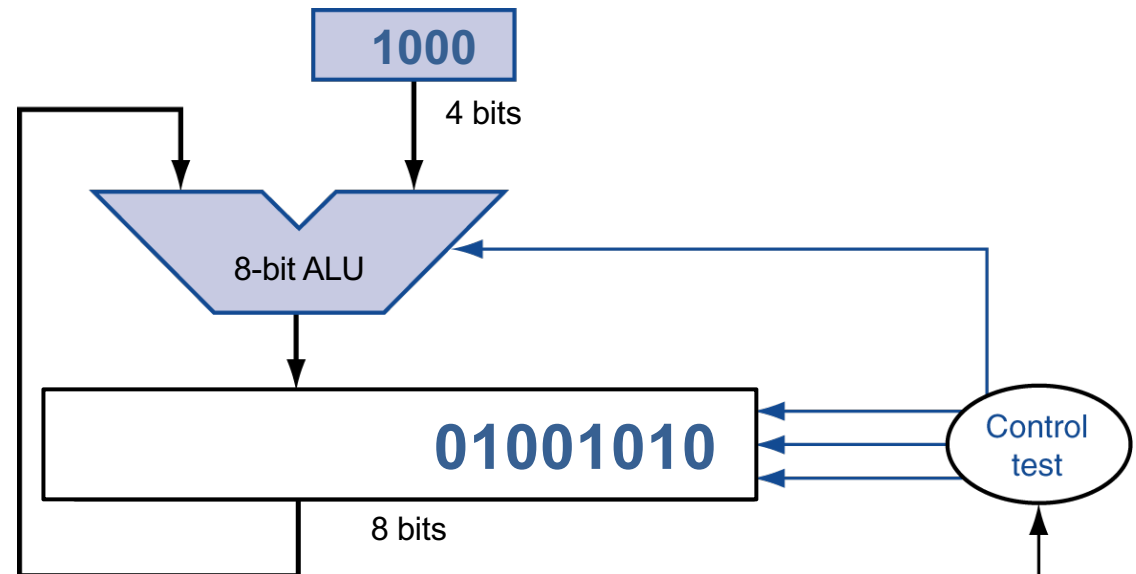 1000
4 bits
8-bit ALU
01001010
Control
test
8 bits